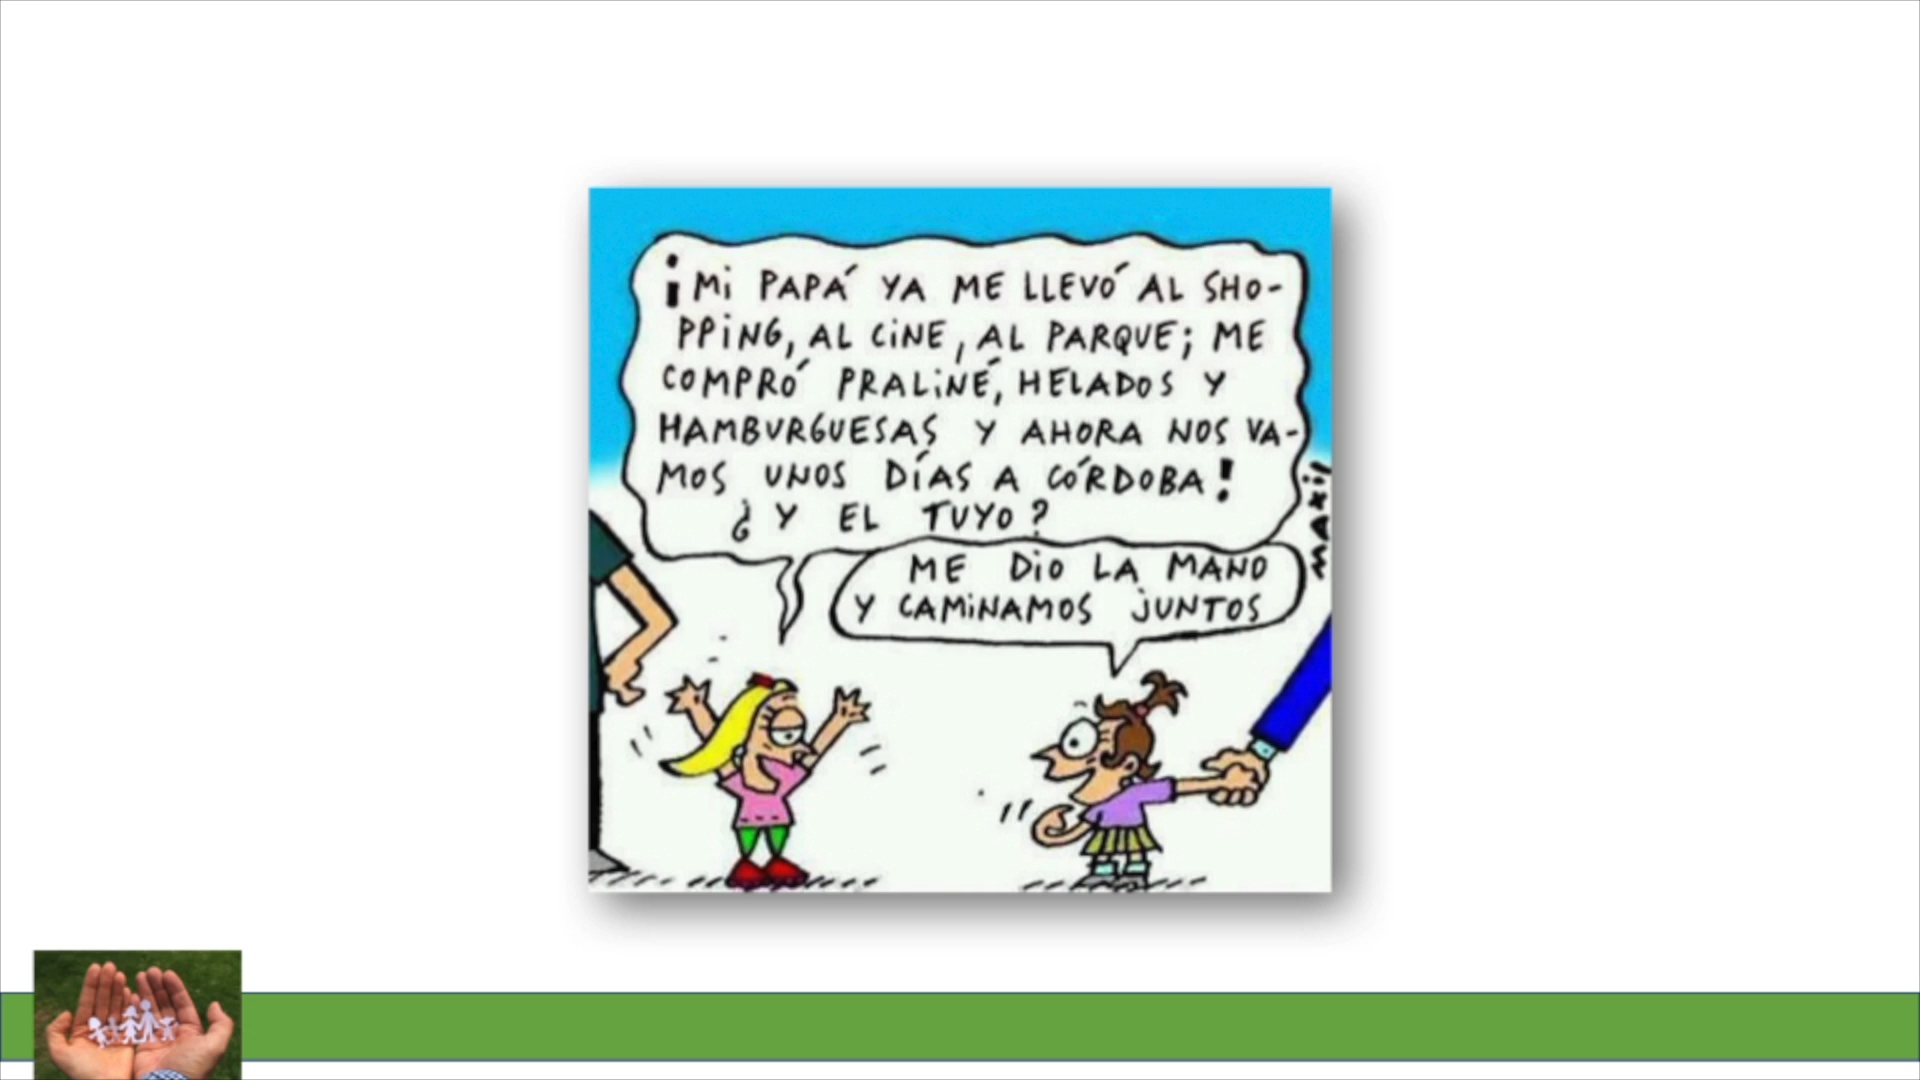 ¡Mi PAPÁ YA ME LLEVÓ AL SHO-
PPiNG, AL CiNE, AL PARQUE; ME
COMPRÓ PRALiNÉ, HELADOS Y
HAMBURGUESAS Y AHORA NOS VA-
MOS UNOS DÍAS A CÓRDOBA!
¿Y EL TUYO?
ME DiO LA MANO
Y CAMiNAMOS JUNTOS
MAXi!